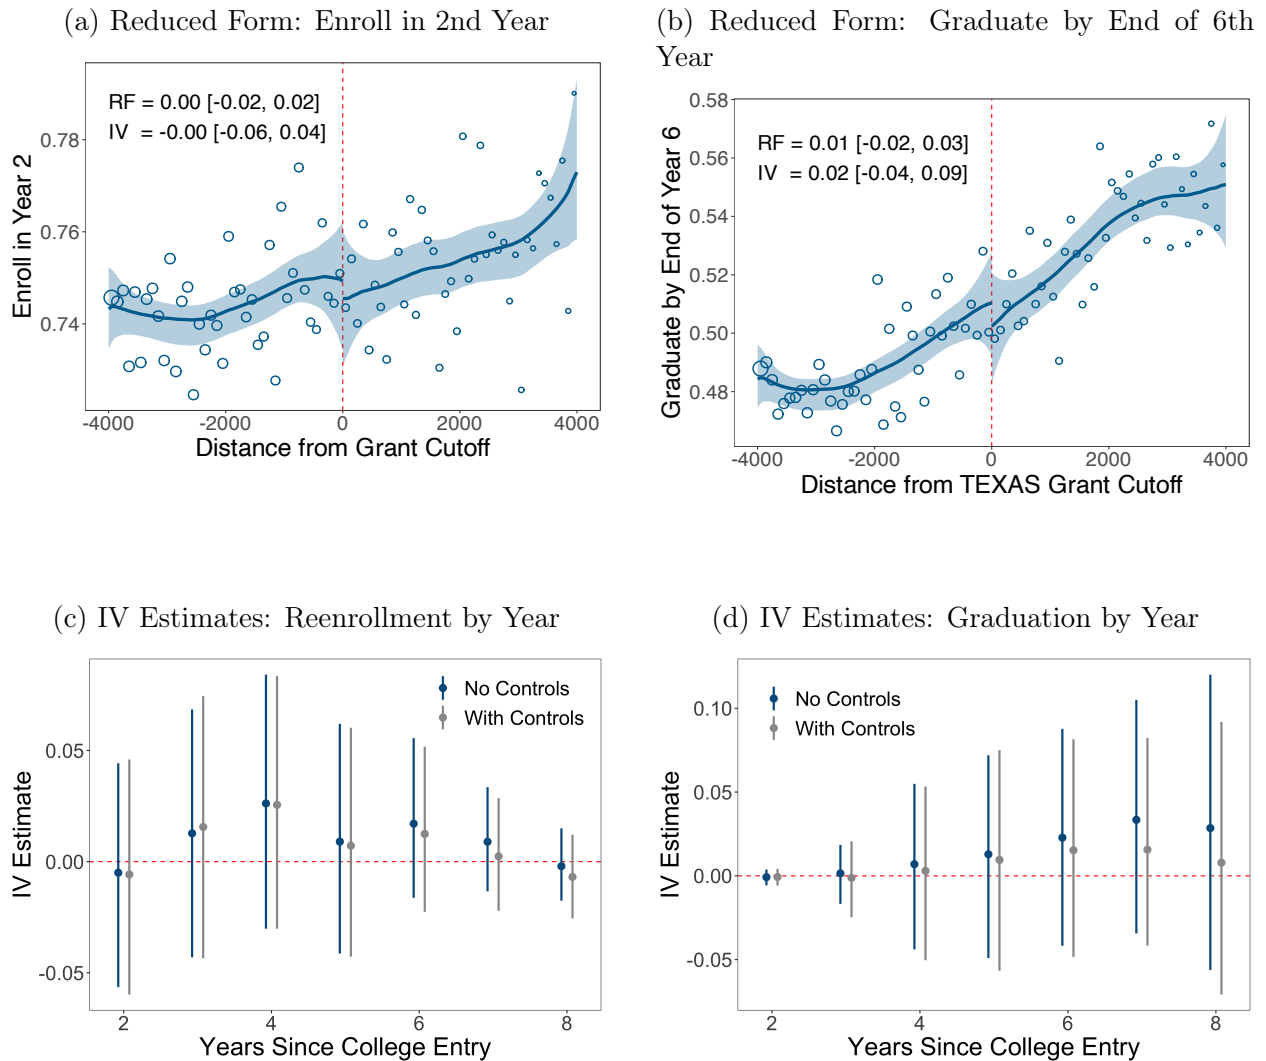 (a) Reduced Form: Enroll in 2nd Year
RF = 0.00 [-0.02, 0.02]
IV = -0.00 [-0.06, 0.04]
Enroll in Year 2
0.78
0.76
0.74
-4000 -2000 0 2000 4000
Distance from Grant Cutoff
(b) Reduced Form: Graduate by End of 6th
Year
RF = 0.01 [-0.02, 0.03]
IV = 0.02 [-0.04, 0.09]
Graduate by End of Year 6
0.58
0.56
0.54
0.52
0.50
0.48
-4000 -2000 0 2000 4000
Distance from TEXAS Grant Cutoff
(c) IV Estimates: Reenrollment by Year
No Controls
With Controls
IV Estimate
0.05
0.00
-0.05
2 4 6 8
Years Since College Entry
(d) IV Estimates: Graduation by Year
No Controls
With Controls
IV Estimate
0.10
0.05
0.00
-0.05
2 4 6 8
Years Since College Entry